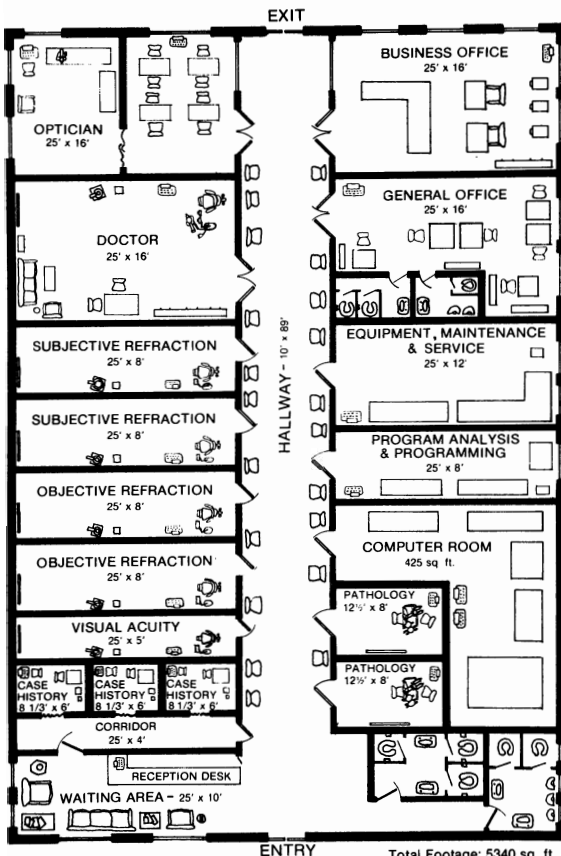 EXIT
OPTICIAN
25' x 16'
BUSINESS OFFICE
25' x 16'
DOCTOR
25' x 16'
GENERAL OFFICE
25' x 16'
HALLWAY – 10' x 89'
SUBJECTIVE REFRACTION
25' x 8'
EQUIPMENT, MAINTENANCE
& SERVICE
25' x 12'
SUBJECTIVE REFRACTION
25' x 8'
PROGRAM ANALYSIS
& PROGRAMMING
25' x 8'
OBJECTIVE REFRACTION
25' x 8'
OBJECTIVE REFRACTION
25' x 8'
COMPUTER ROOM
425 sq ft.
VISUAL ACUITY
25' x 5'
PATHOLOGY
12½' x 8'
CASE
HISTORY
8 1/3' x 6'
CASE
HISTORY
8 1/3' x 6'
CASE
HISTORY
8 1/3' x 6'
PATHOLOGY
12½' x 8'
CORRIDOR
25' x 4'
RECEPTION DESK
WAITING AREA – 25' x 10'
ENTRY
Total Footage: 5340 sq. ft.